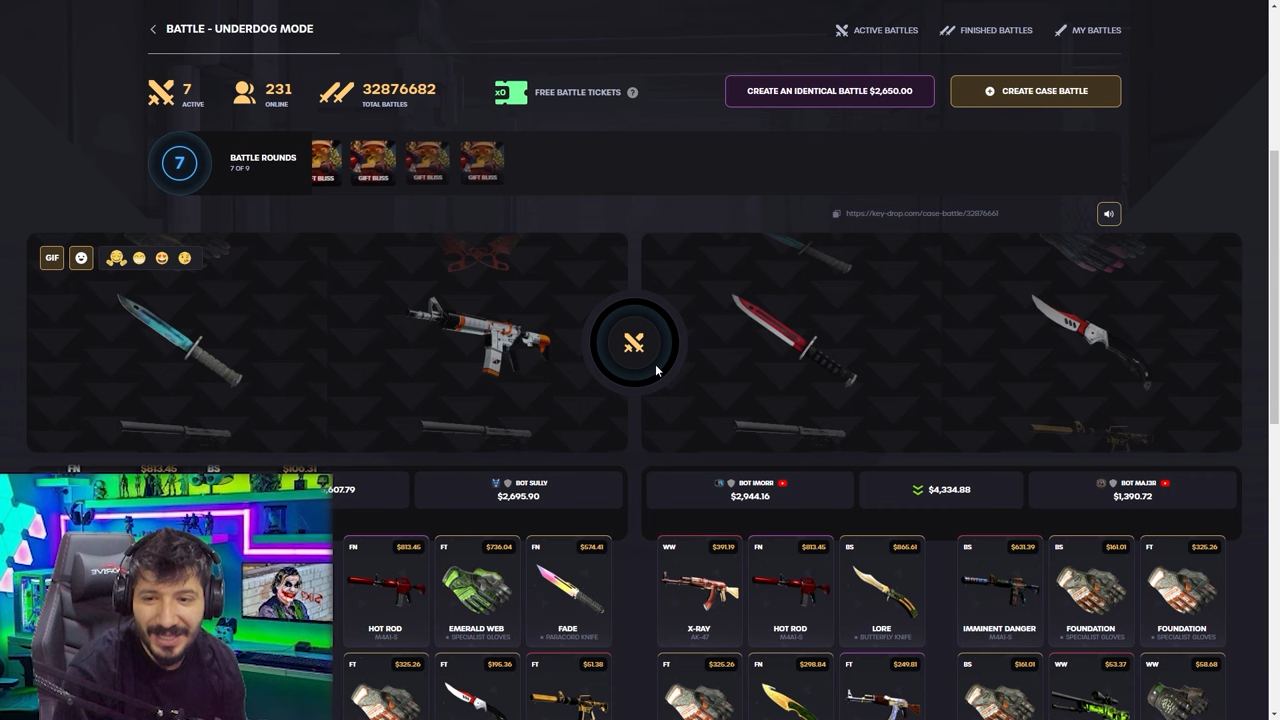 BATTLE - UNDERDOG MODE
ACTIVE BATTLES
FINISHED BATTLES
MY BATTLES
7
ACTIVE
231
ONLINE
32876682
TOTAL BATTLES
x0
FREE BATTLE TICKETS
?
CREATE AN IDENTICAL BATTLE $2,650.00
CREATE CASE BATTLE
7
BATTLE ROUNDS
7 OF 9
GIFT BLISS
GIFT BLISS
GIFT BLISS
GIFT BLISS
https://key-drop.com/case-battle/32876661
GIF
FN
$813.45
BS
$106.31
,607.79
BOT SULLY
$2,695.90
BOT IMORR
$2,944.16
$4,334.88
BOT MAJ3R
$1,390.72
FN
$813.45
HOT ROD
M4A1-S
FT
$736.04
EMERALD WEB
★ SPECIALIST GLOVES
FN
$574.41
FADE
★ PARACORD KNIFE
WW
$391.19
X-RAY
AK-47
FN
$813.45
HOT ROD
M4A1-S
BS
$865.61
LORE
★ BUTTERFLY KNIFE
BS
$631.39
IMMINENT DANGER
M4A1-S
BS
$161.01
FOUNDATION
★ SPECIALIST GLOVES
FT
$325.26
FOUNDATION
★ SPECIALIST GLOVES
FT
$325.26
FN
$195.36
FT
$51.38
FT
$325.26
FN
$298.84
FT
$249.81
BS
$161.01
WW
$53.37
WW
$58.68